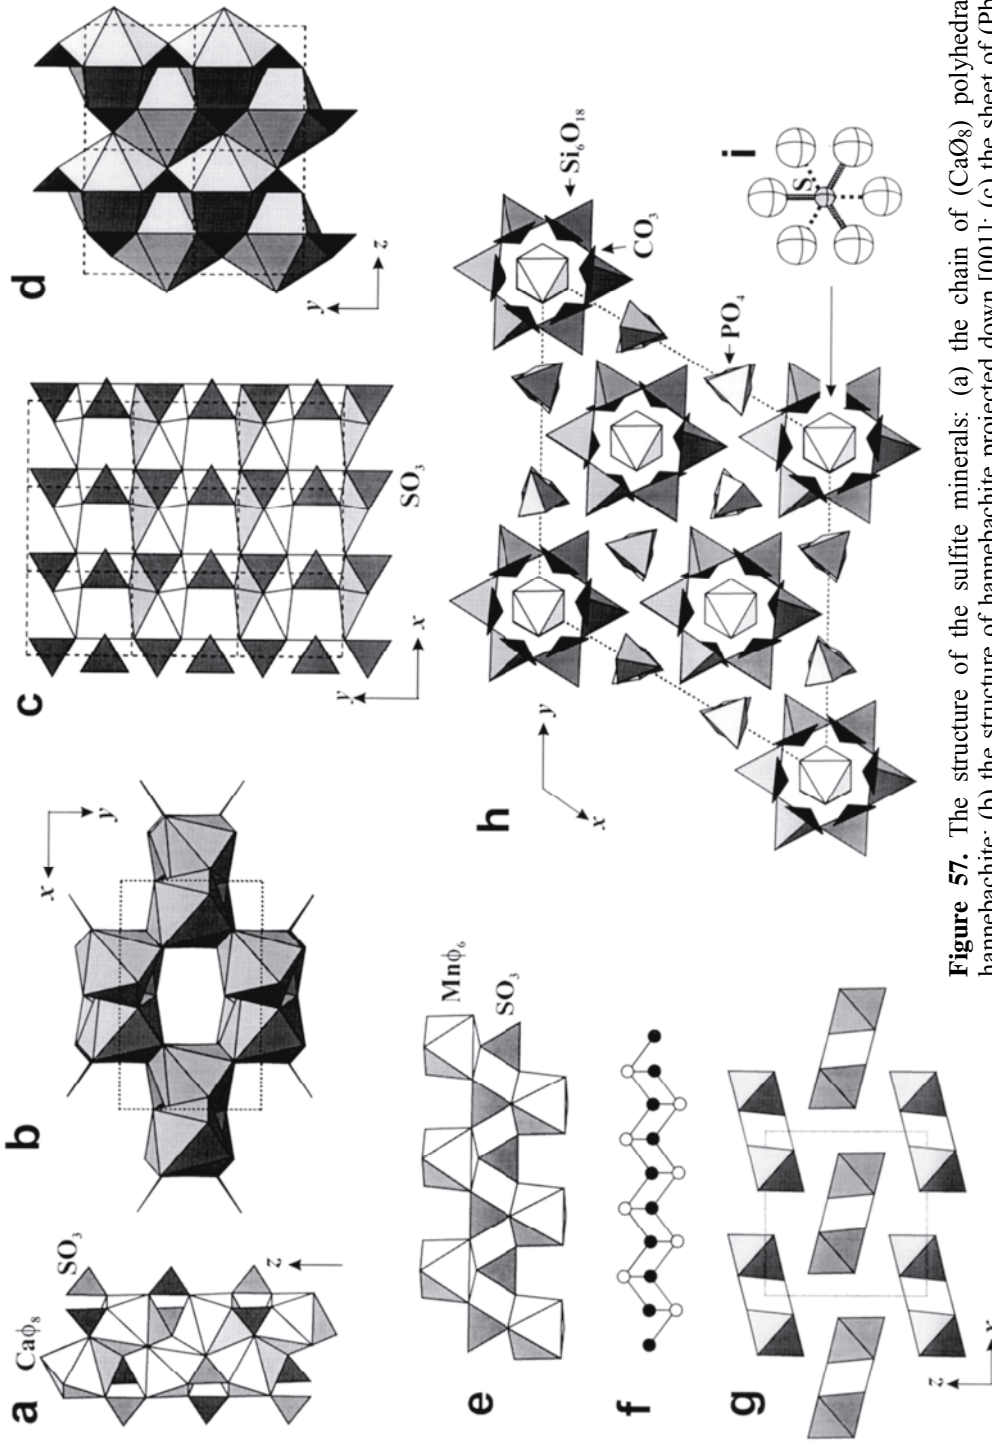 a
Caφ₈
SO₃
z
b
x
y
c
y
x
SO₃
d
y
z
e
Mnφ₆
SO₃
f
g
z
x
h
y
x
Si₆O₁₈
CO₃
PO₄
i
S
Figure 57. The structure of the sulfite minerals: (a) the chain of (CaØ₈) polyhedra
hannebachite; (b) the structure of hannebachite projected down [001]; (c) the sheet of (Pb